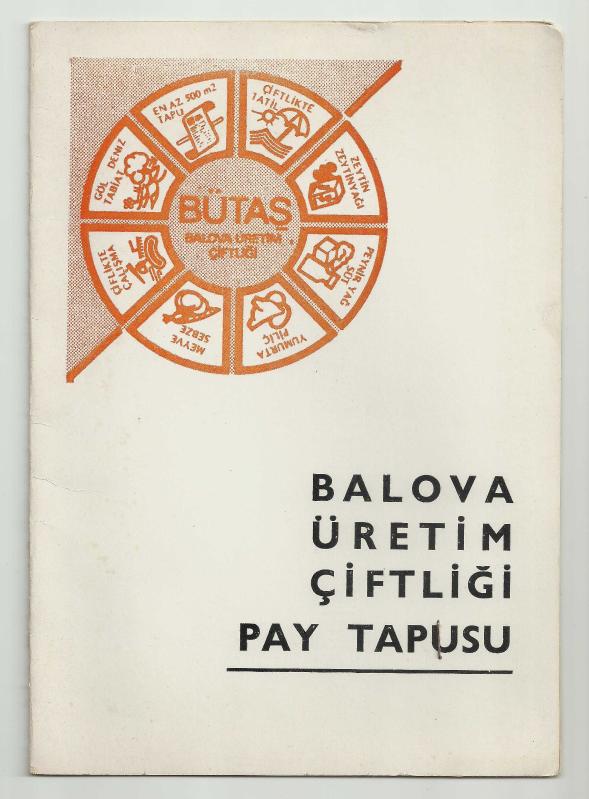 EN AZ 500 m2
TAPU
ÇİFTLİKTE
TATİL
ZEYTİN
ZEYTİNYAĞI
PEYNİR YAĞ
SÜT
YUMURTA
PİLİÇ
MEYVE
SEBZE
ÇİFLİKTE
ÇALIŞMA
GÖL DENİZ
TABİAT
BÜTAŞ
BALOVA ÜRETİM
ÇİFTLİĞİ
BALOVA
ÜRETİM
ÇİFTLİĞİ
PAY TAPUSU